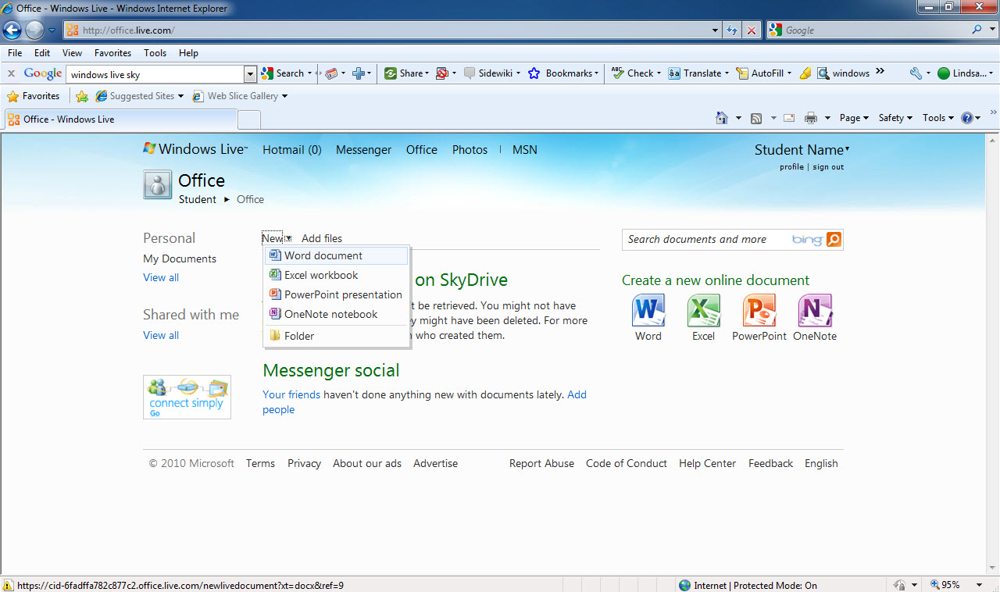 Office - Windows Live - Windows Internet Explorer
http://office.live.com/
Google
File Edit View Favorites Tools Help
x Google windows live sky Search Share Sidewiki Bookmarks ABC Check Translate AutoFill windows » Lindsa...
Favorites Suggested Sites Web Slice Gallery
Office - Windows Live
Page Safety Tools »
Windows Live Hotmail (0) Messenger Office Photos | MSN
Student Name
profile | sign out
Office
Student ▸ Office
Personal
My Documents
View all
Shared with me
View all
connect simply
Go
New Add files
Word document
Excel workbook
PowerPoint presentation
OneNote notebook
Folder
on SkyDrive
't be retrieved. You might not have
y might have been deleted. For more
who created them.
Messenger social
Your friends haven't done anything new with documents lately. Add
people
Search documents and more bing
Create a new online document
Word Excel PowerPoint OneNote
© 2010 Microsoft Terms Privacy About our ads Advertise Report Abuse Code of Conduct Help Center Feedback English
https://cid-6fadffa782c877c2.office.live.com/newlivedocument?xt=docx&ref=9 Internet | Protected Mode: On 95%